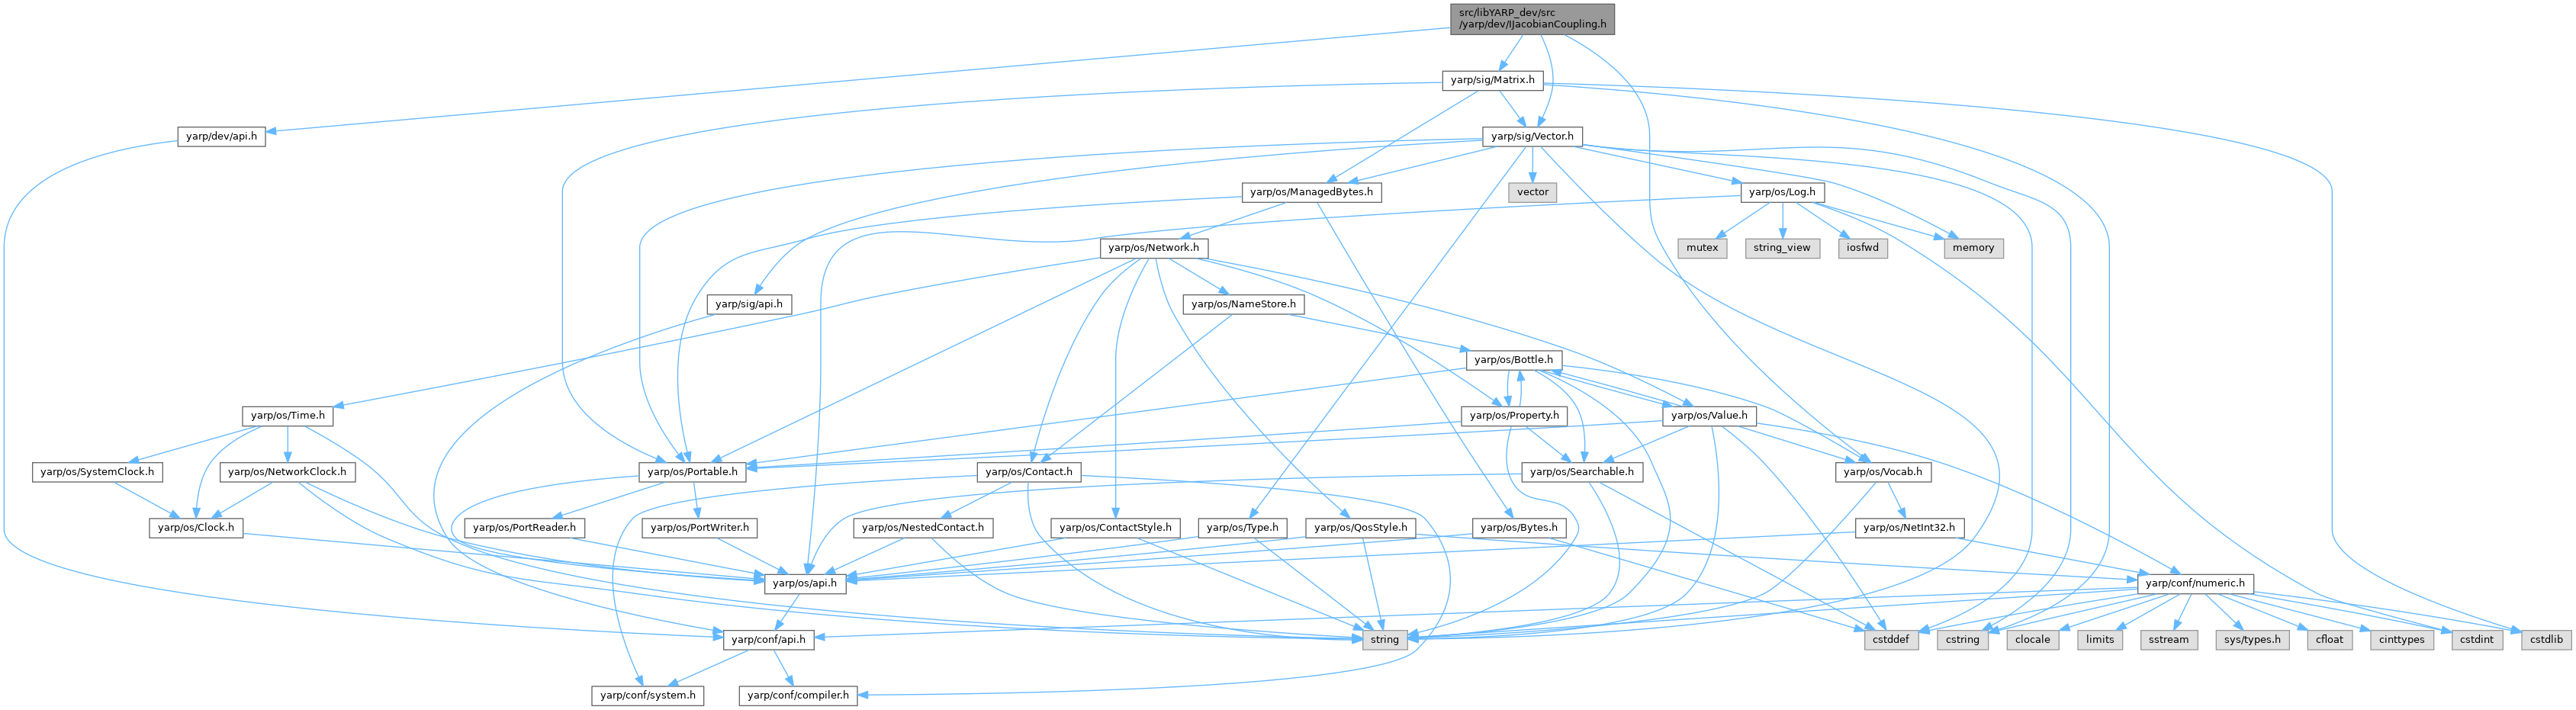 src/libYARP_dev/src
/yarp/dev/IJacobianCoupling.h
yarp/sig/Matrix.h
yarp/dev/api.h
yarp/sig/Vector.h
yarp/os/ManagedBytes.h
vector
yarp/os/Log.h
yarp/os/Network.h
mutex
string_view
iosfwd
memory
yarp/sig/api.h
yarp/os/NameStore.h
yarp/os/Bottle.h
yarp/os/Time.h
yarp/os/Property.h
yarp/os/Value.h
yarp/os/SystemClock.h
yarp/os/NetworkClock.h
yarp/os/Portable.h
yarp/os/Contact.h
yarp/os/Searchable.h
yarp/os/Vocab.h
yarp/os/Clock.h
yarp/os/PortReader.h
yarp/os/PortWriter.h
yarp/os/NestedContact.h
yarp/os/ContactStyle.h
yarp/os/Type.h
yarp/os/QosStyle.h
yarp/os/Bytes.h
yarp/os/NetInt32.h
yarp/os/api.h
yarp/conf/numeric.h
yarp/conf/api.h
string
cstddef
cstring
clocale
limits
sstream
sys/types.h
cfloat
cinttypes
cstdint
cstdlib
yarp/conf/system.h
yarp/conf/compiler.h